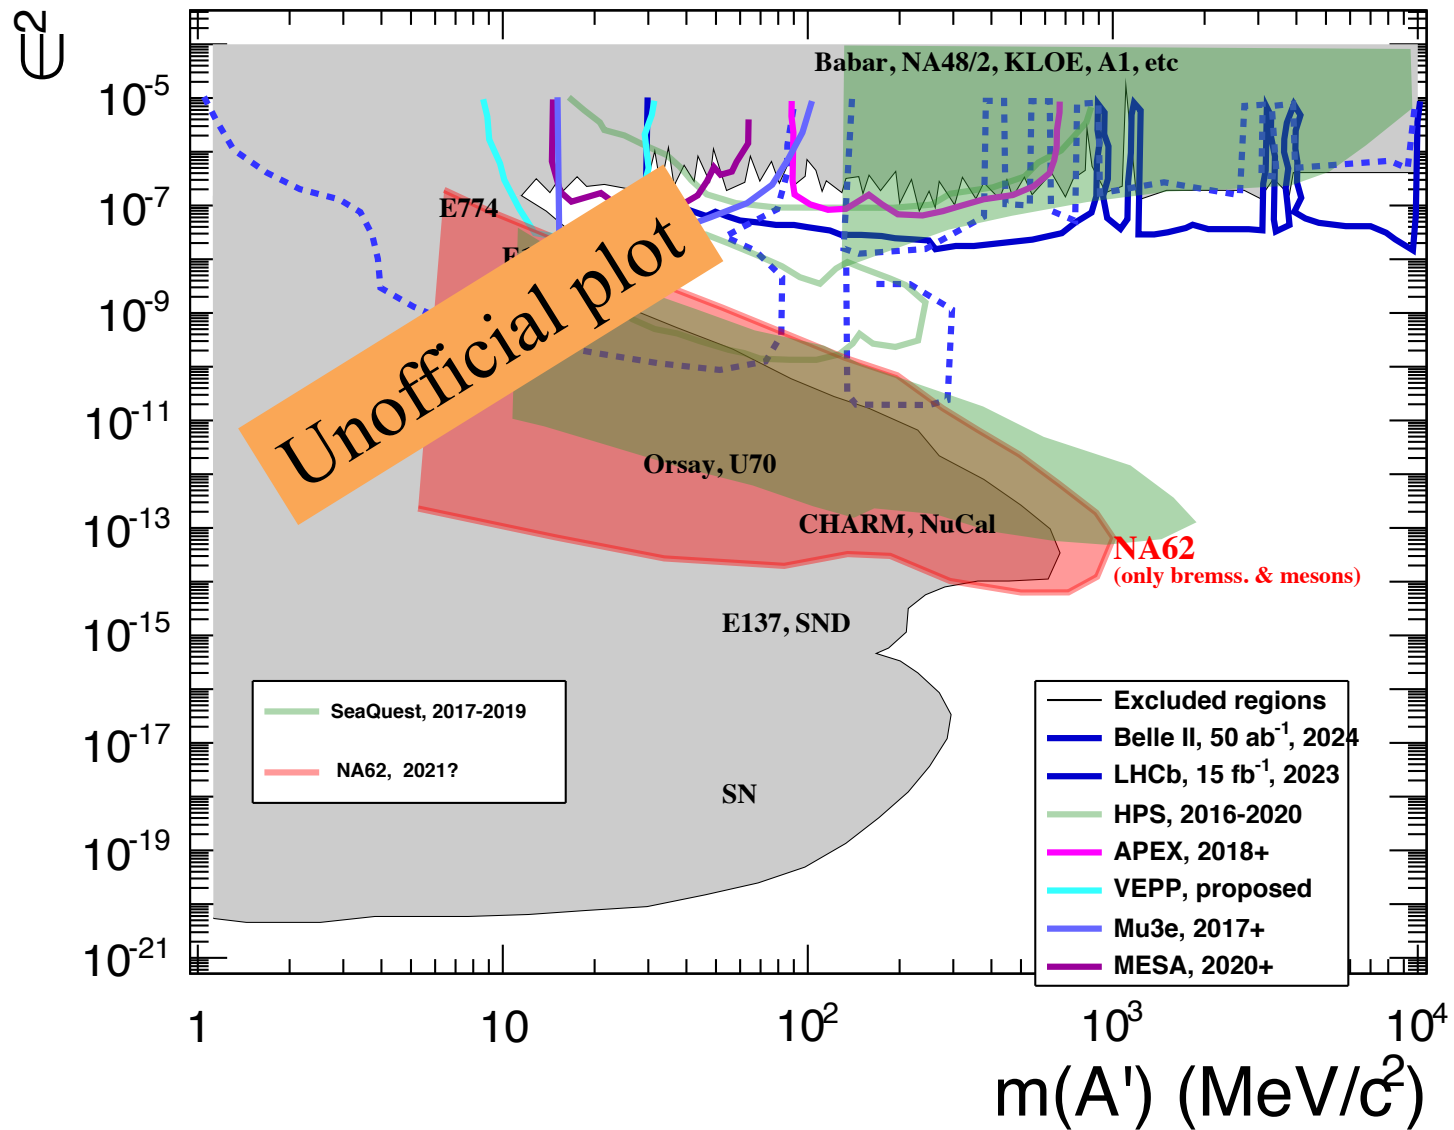 ∈²
10⁻⁵
10⁻⁷
10⁻⁹
10⁻¹¹
10⁻¹³
10⁻¹⁵
10⁻¹⁷
10⁻¹⁹
10⁻²¹
Babar, NA48/2, KLOE, A1, etc
E774
Unofficial plot
Orsay, U70
CHARM, NuCal
NA62
(only bremss. & mesons)
E137, SND
SN
SeaQuest, 2017-2019
NA62, 2021?
Excluded regions
Belle II, 50 ab⁻¹, 2024
LHCb, 15 fb⁻¹, 2023
HPS, 2016-2020
APEX, 2018+
VEPP, proposed
Mu3e, 2017+
MESA, 2020+
1 10 10² 10³ 10⁴
m(A') (MeV/c²)